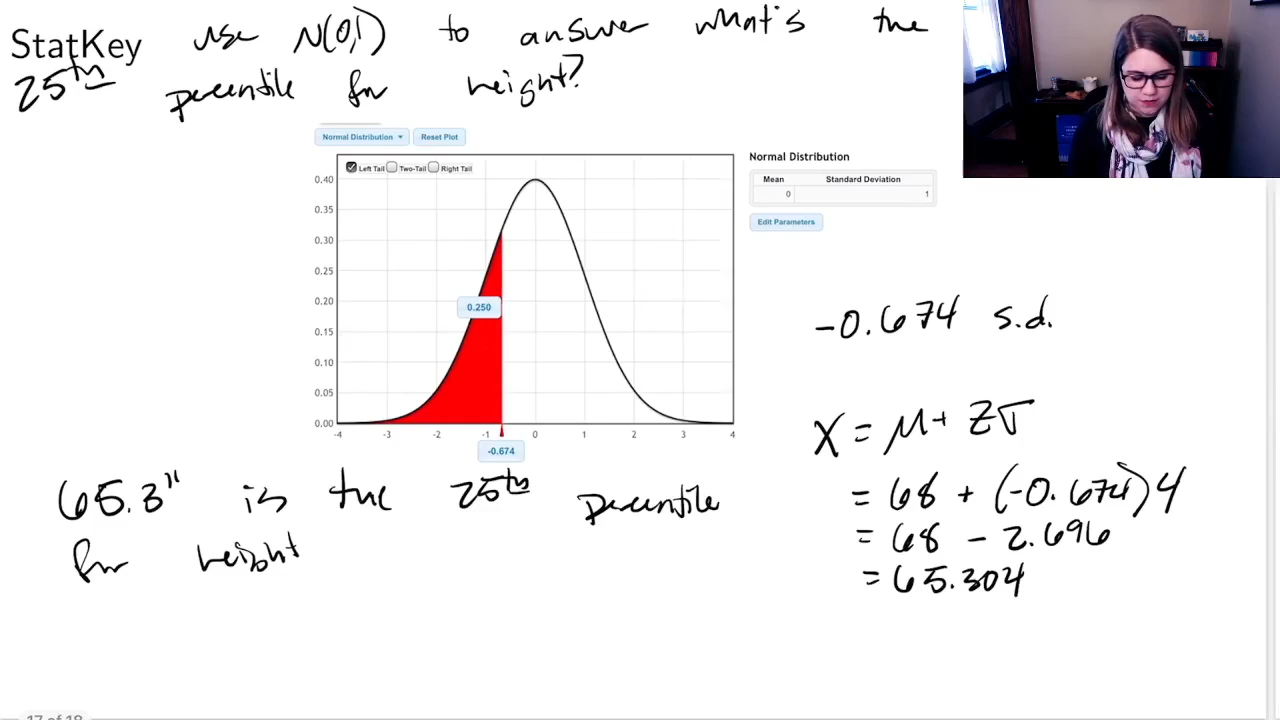 StatKey use N(0,1) to answer what's the
25th percentile for height?
Normal Distribution
Reset Plot
Left Tail Two-Tail Right Tail
0.40
0.35
0.30
0.25
0.20
0.15
0.10
0.05
0.00
0.250
-4 -3 -2 -1 0 1 2 3 4
-0.674
Normal Distribution
Mean Standard Deviation
0 1
Edit Parameters
-0.674 s.d.
X = μ + Zσ
= 68 + (-0.674)4
= 68 - 2.696
= 65.304
65.3" is the 25th percentile
for height
17 of 18